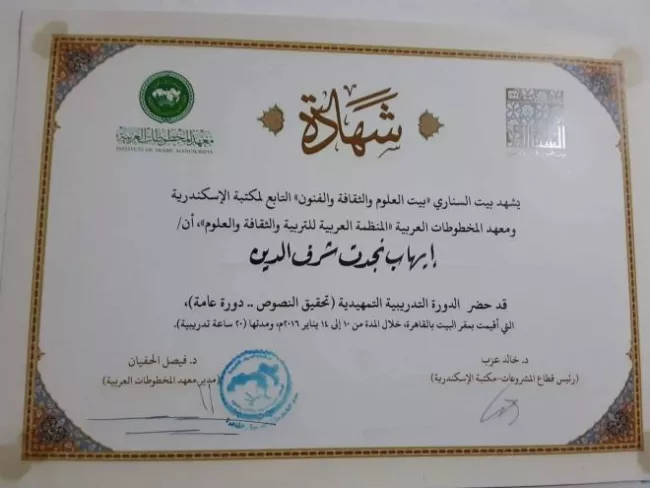 شهادة
معهد المخطوطات العربية
INSTITUTE OF ARABIC MANUSCRIPTS
السناري
يشهد بيت السناري «بيت العلوم والثقافة والفنون» التابع لمكتبة الإسكندرية
ومعهد المخطوطات العربية «المنظمة العربية للتربية والثقافة والعلوم»، أن/
إيهاب نجدت شرف الدين
قد حضر الدورة التدريبية التمهيدية (تحقيق النصوص .. دورة عامة)،
التي أقيمت بمقر البيت بالقاهرة، خلال المدة من ١٠ إلى ١٤ يناير ٢٠١٦م، ومدتها (٢٠ ساعة تدريبية).
د. خالد عزب
(رئيس قطاع المشروعات-مكتبة الإسكندرية)
د. فيصل الحفيان
(مدير معهد المخطوطات العربية)